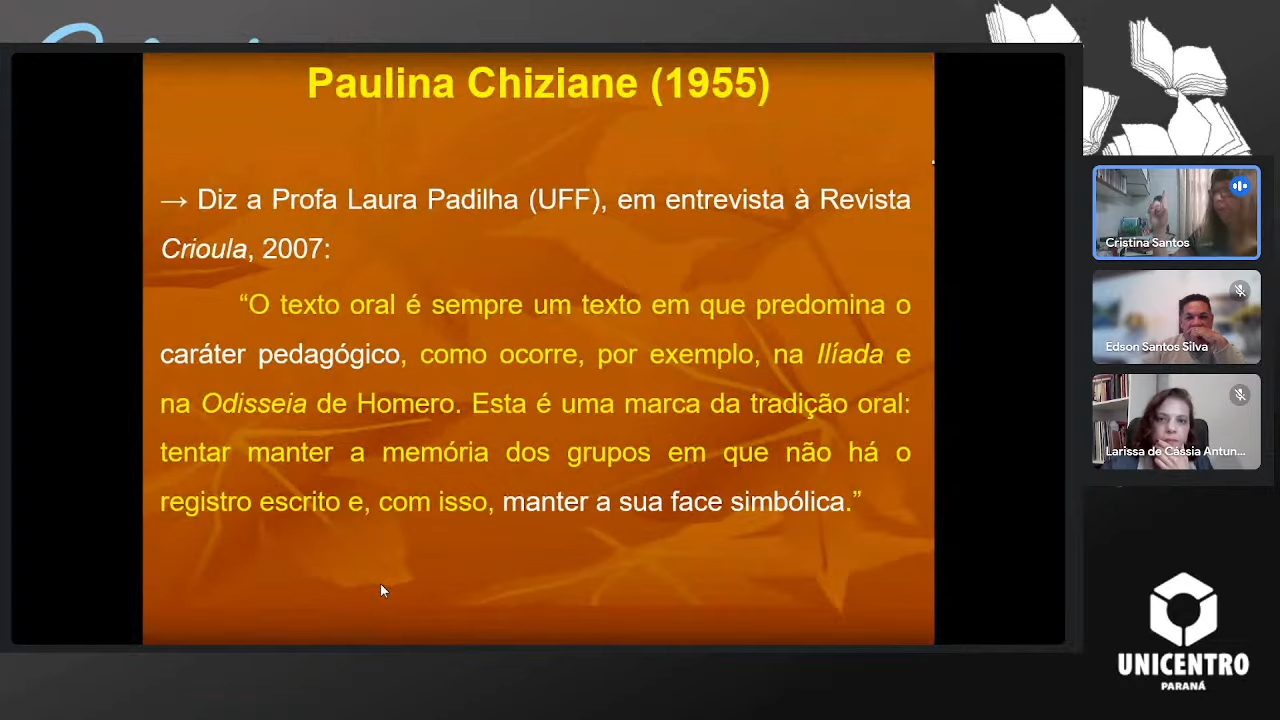 Paulina Chiziane (1955)
→ Diz a Profa Laura Padilha (UFF), em entrevista à Revista
Crioula, 2007:
“O texto oral é sempre um texto em que predomina o
caráter pedagógico, como ocorre, por exemplo, na Ilíada e
na Odisseia de Homero. Esta é uma marca da tradição oral:
tentar manter a memória dos grupos em que não há o
registro escrito e, com isso, manter a sua face simbólica.”
Cristina Santos
Edson Santos Silva
Larissa de Cássia Antun...
UNICENTRO
PARANÁ